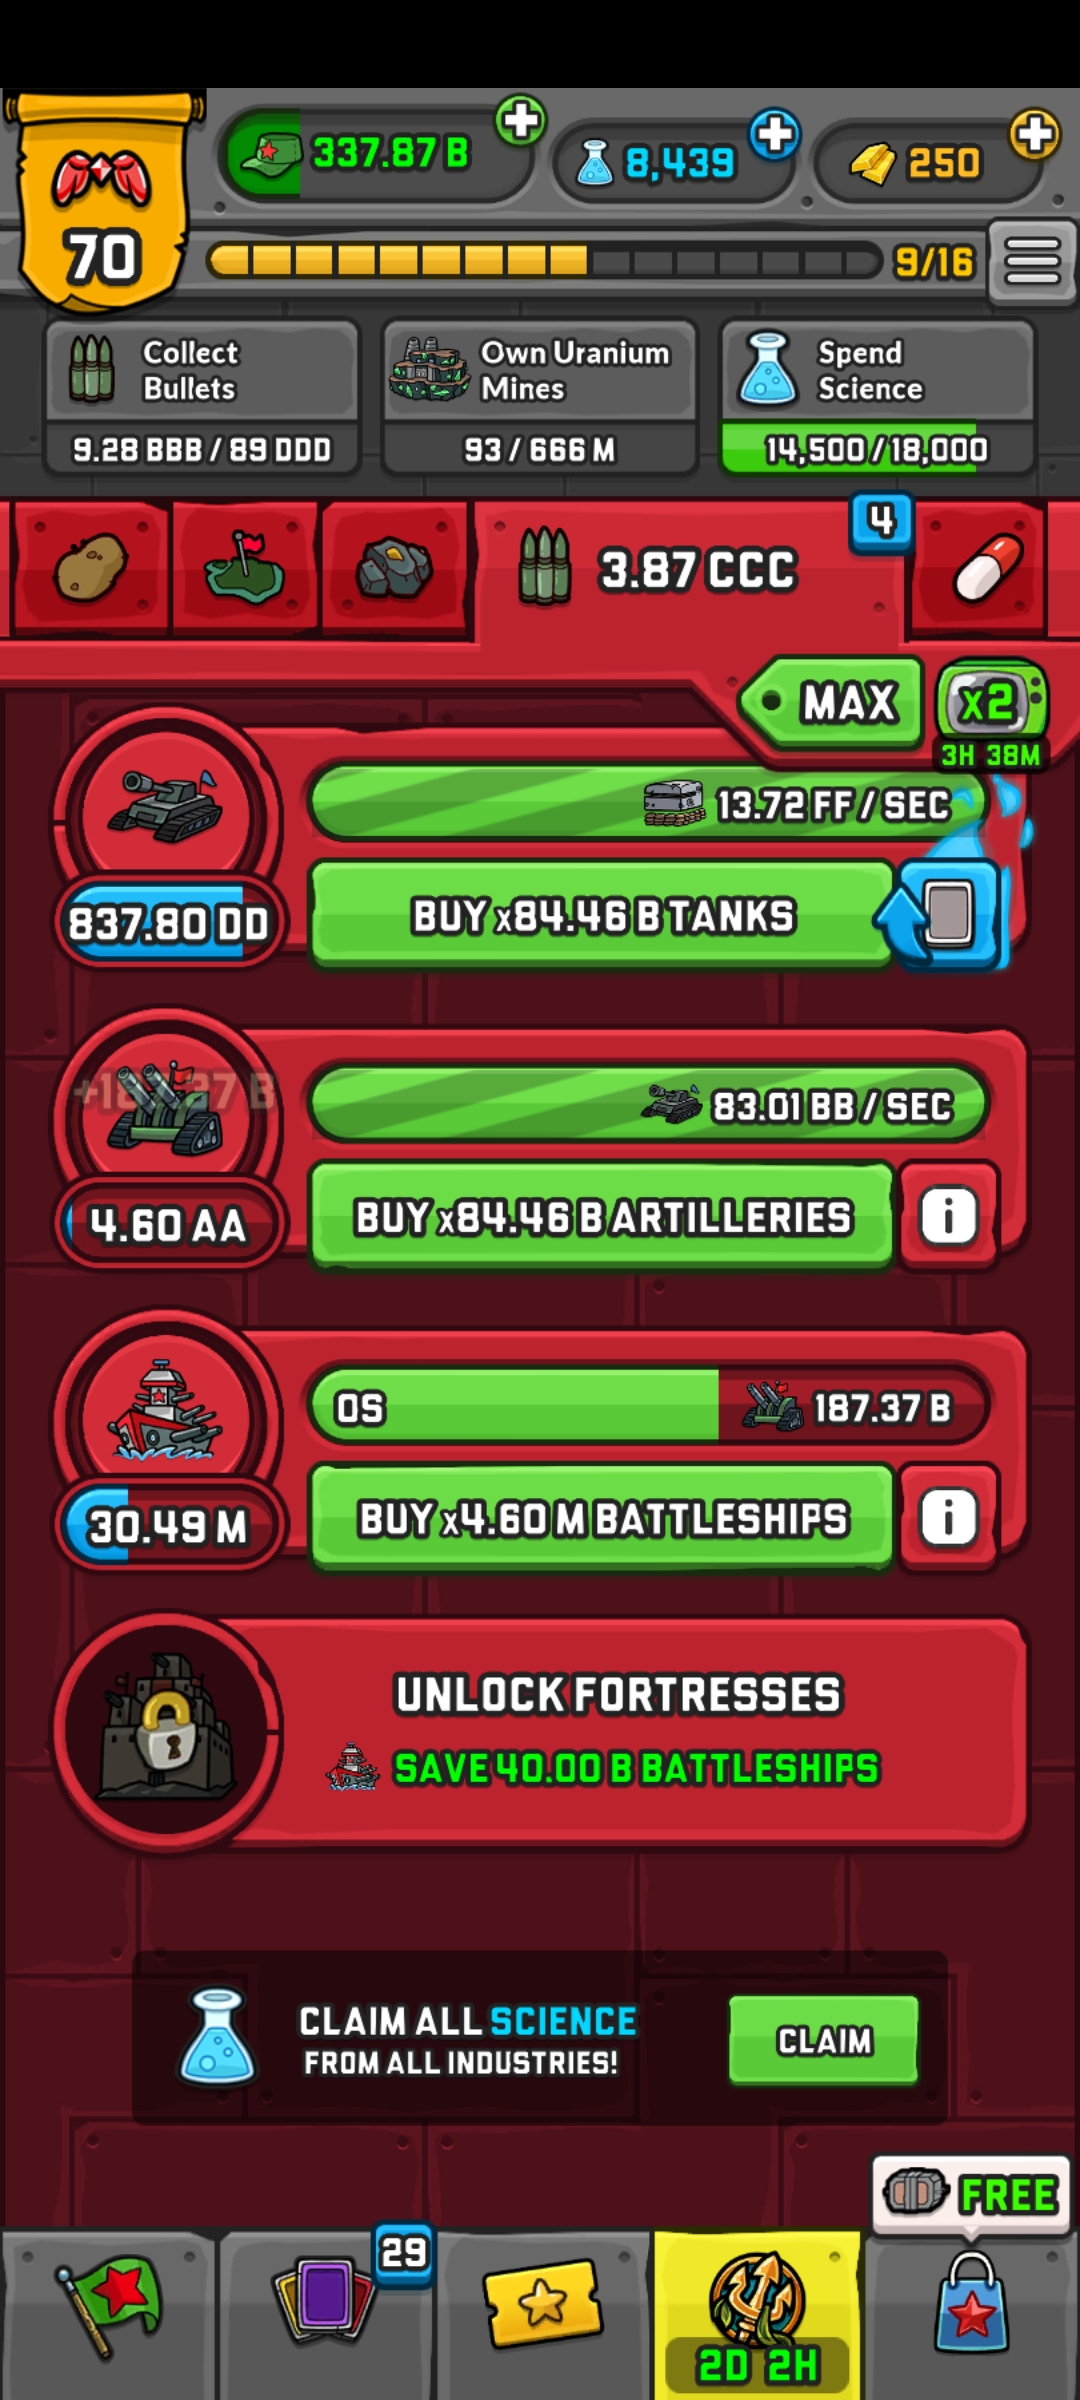 337.87 B
8,439
250
70
9/16
Collect
Bullets
Own Uranium
Mines
Spend
Science
9.28 BBB / 89 DDD
93 / 666 M
14,500/18,000
4
3.87 CCC
MAX
x2
3H 38M
13.72 FF / SEC
837.80 DD
BUY x84.46 B TANKS
83.01 BB / SEC
4.60 AA
BUY x84.46 B ARTILLERIES
i
0S
187.37 B
30.49 M
BUY x4.60 M BATTLESHIPS
i
UNLOCK FORTRESSES
SAVE 40.00 B BATTLESHIPS
CLAIM ALL SCIENCE
FROM ALL INDUSTRIES!
CLAIM
FREE
29
2D 2H